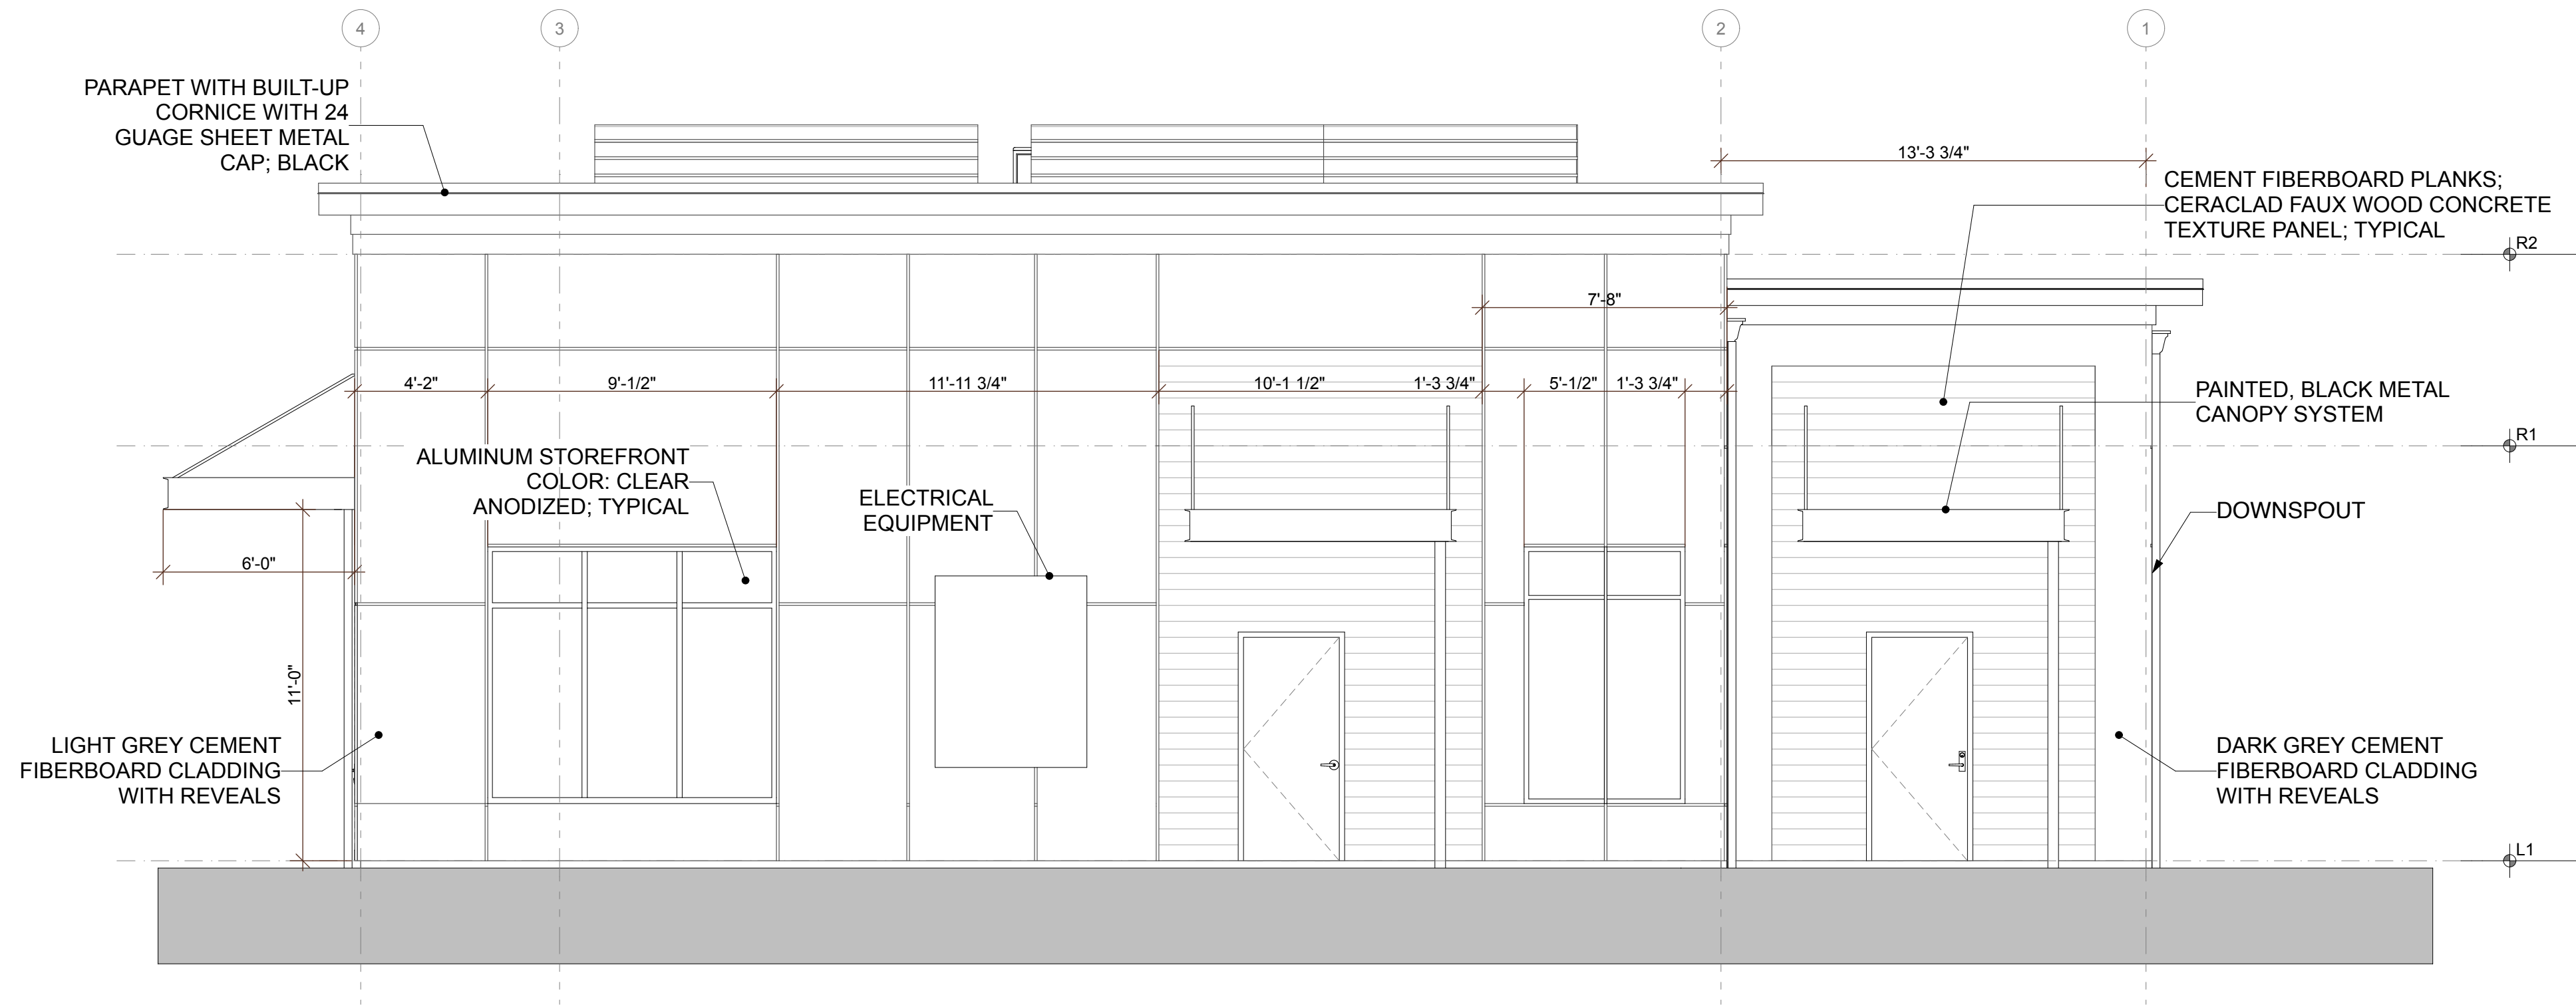 4
3
2
1
PARAPET WITH BUILT-UP
CORNICE WITH 24
GUAGE SHEET METAL
CAP; BLACK
13'-3 3/4"
CEMENT FIBERBOARD PLANKS;
CERACLAD FAUX WOOD CONCRETE
TEXTURE PANEL; TYPICAL
R2
7'-8"
4'-2"
9'-1/2"
11'-11 3/4"
10'-1 1/2"
1'-3 3/4"
5'-1/2"
1'-3 3/4"
PAINTED, BLACK METAL
CANOPY SYSTEM
R1
ALUMINUM STOREFRONT
COLOR: CLEAR
ANODIZED; TYPICAL
ELECTRICAL
EQUIPMENT
DOWNSPOUT
6'-0"
11'-0"
LIGHT GREY CEMENT
FIBERBOARD CLADDING
WITH REVEALS
DARK GREY CEMENT
FIBERBOARD CLADDING
WITH REVEALS
L1